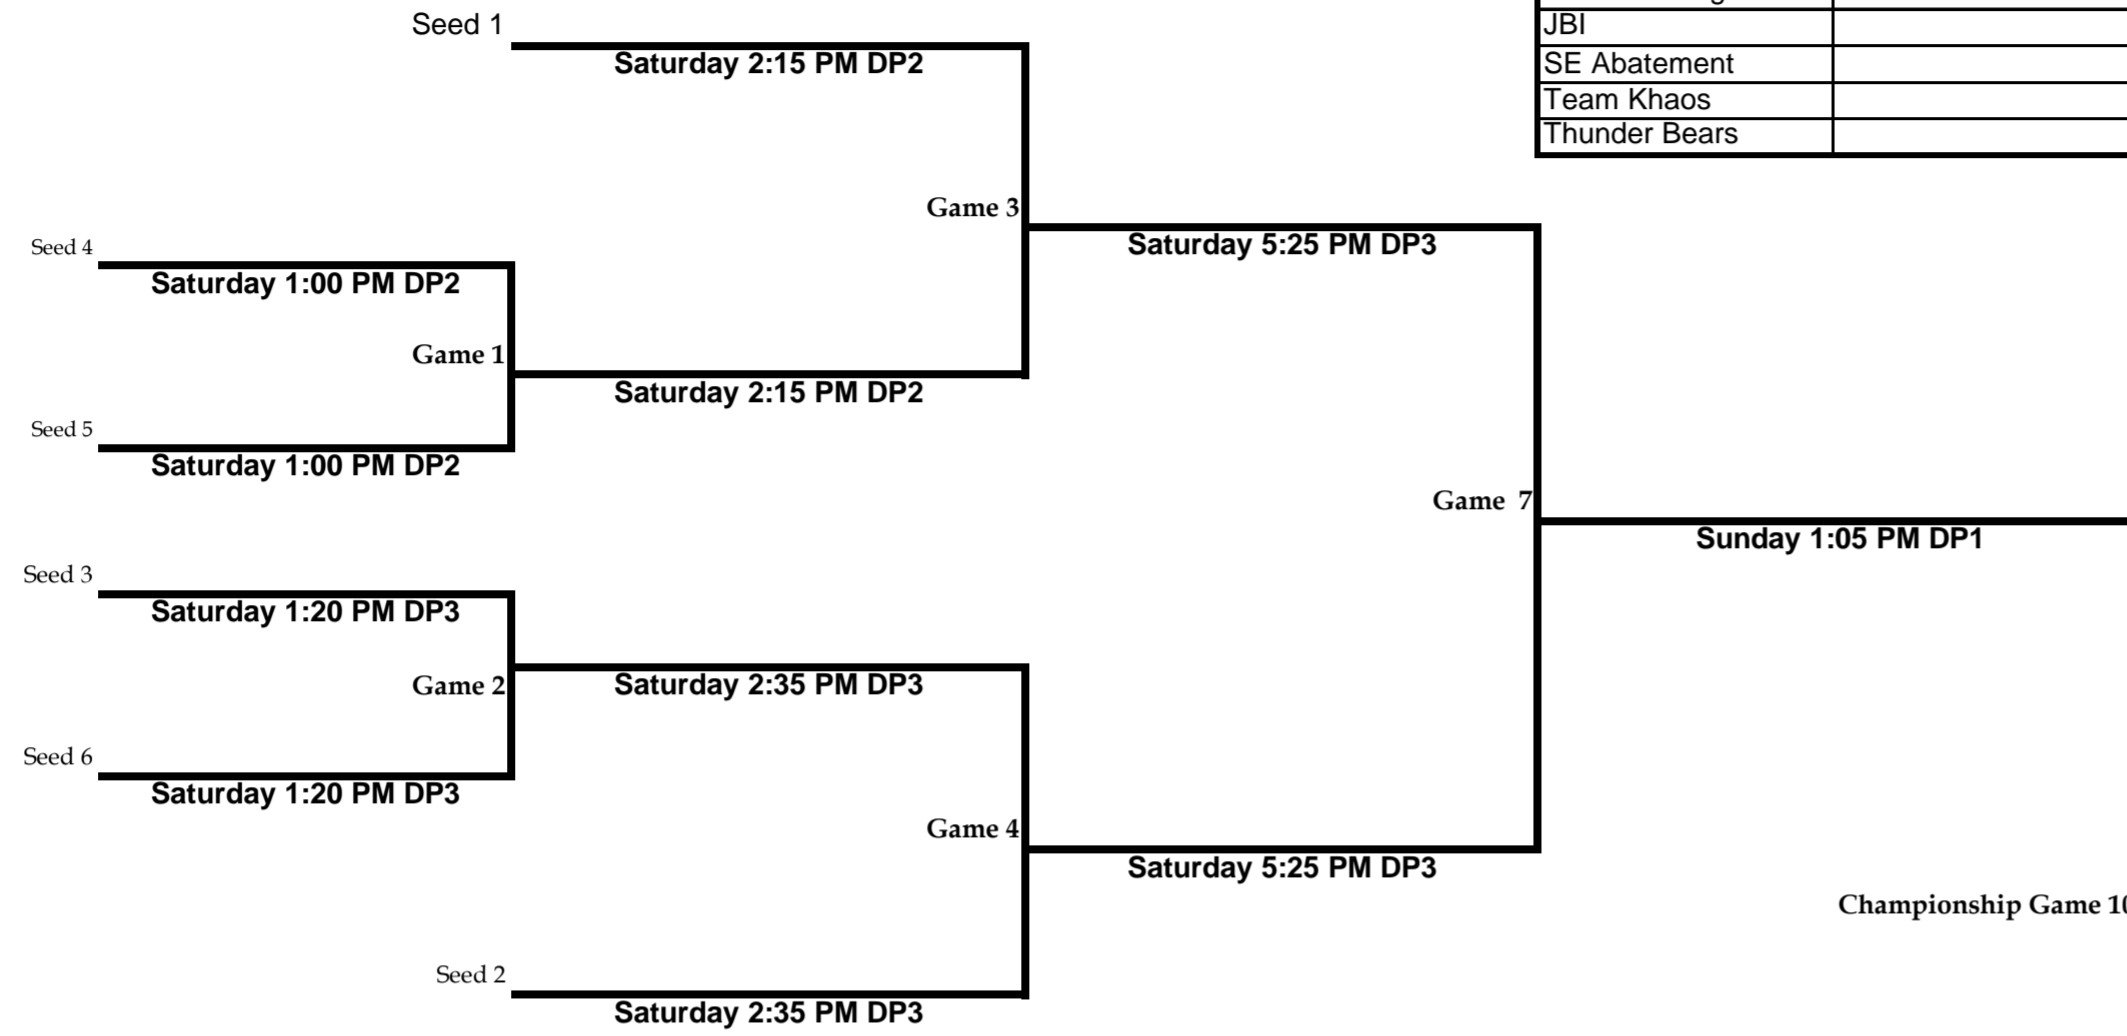 Seed 1
Saturday 2:15 PM DP2
JBI
SE Abatement
Team Khaos
Thunder Bears
Game 3
Saturday 5:25 PM DP3
Seed 4
Saturday 1:00 PM DP2
Game 1
Saturday 2:15 PM DP2
Seed 5
Saturday 1:00 PM DP2
Game  7
Sunday 1:05 PM DP1
Seed 3
Saturday 1:20 PM DP3
Game 2
Saturday 2:35 PM DP3
Seed 6
Saturday 1:20 PM DP3
Game 4
Saturday 5:25 PM DP3
Championship Game 10
Seed 2
Saturday 2:35 PM DP3